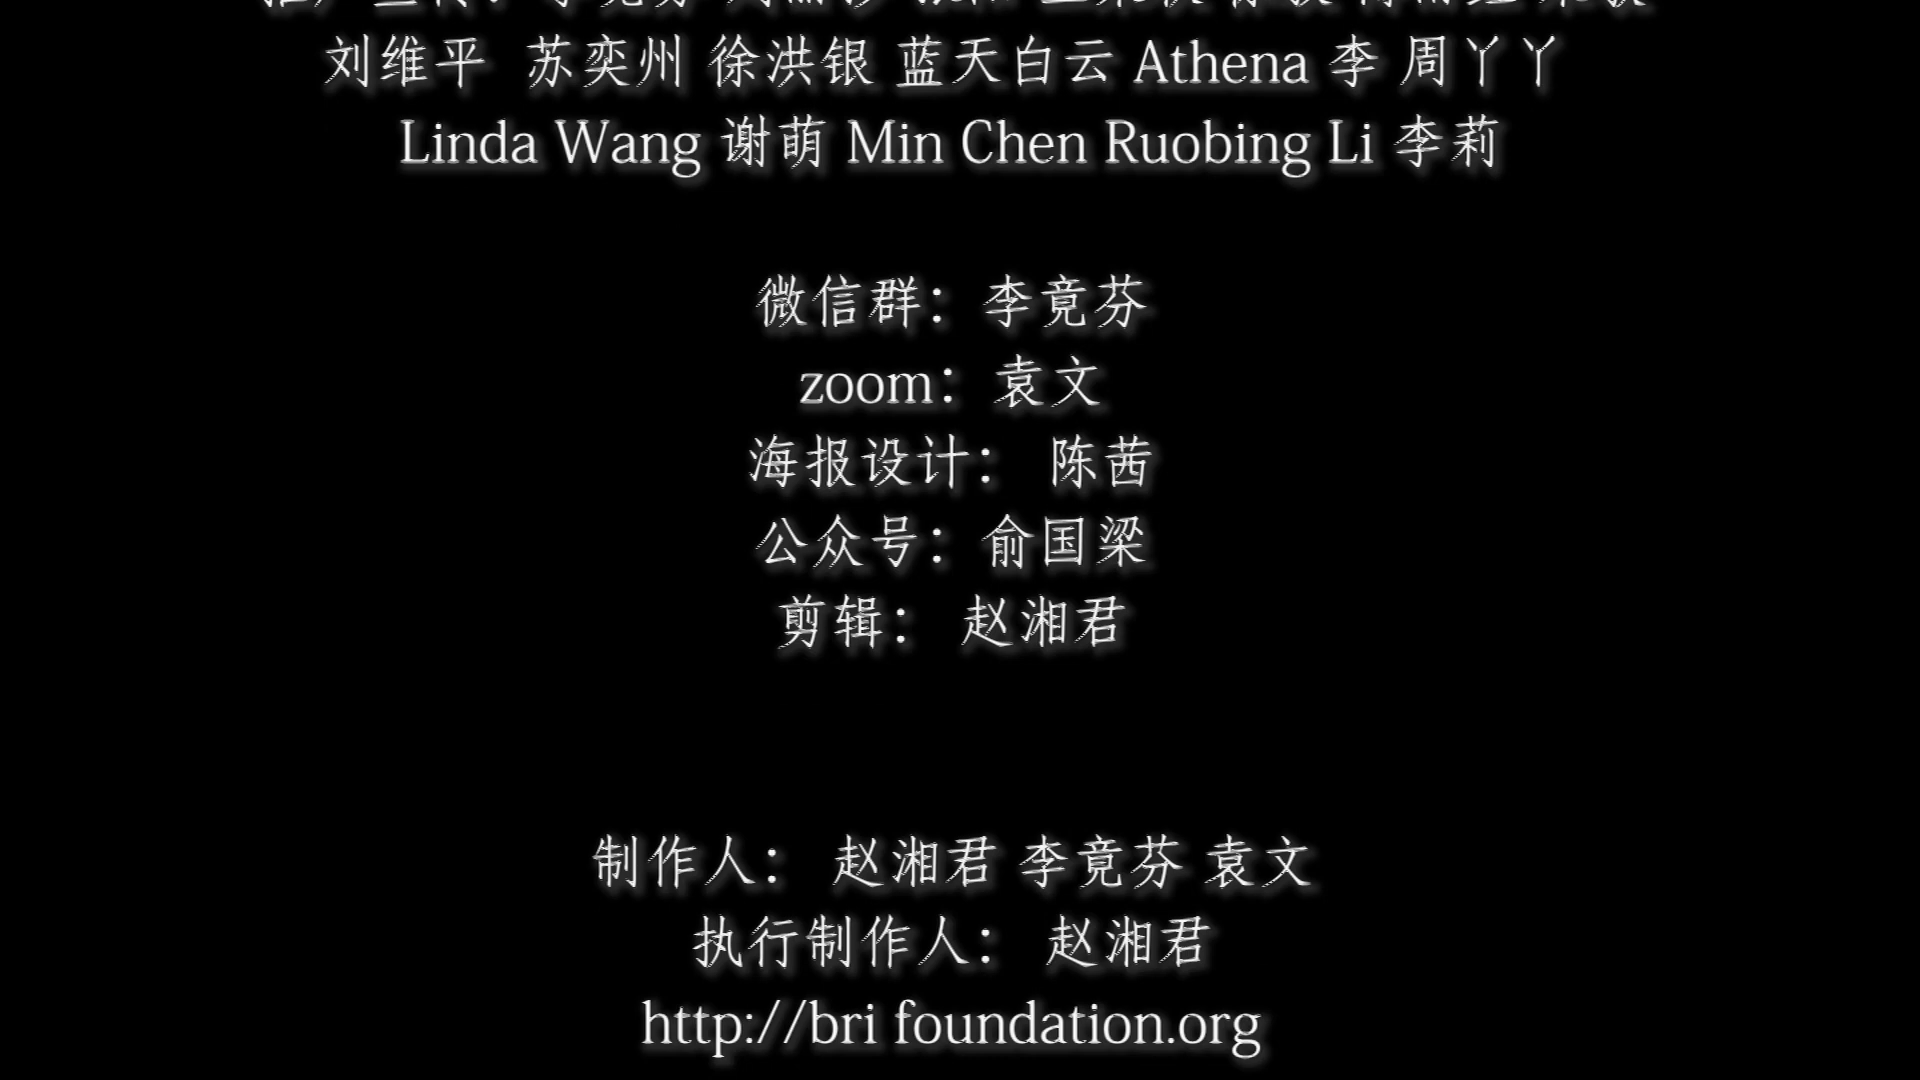 刘维平 苏奕州 徐洪银 蓝天白云 Athena 李 周丫丫
Linda Wang 谢萌 Min Chen Ruobing Li 李莉
微信群：李竟芬
zoom：袁文
海报设计： 陈茜
公众号：俞国梁
剪辑： 赵湘君
制作人： 赵湘君 李竟芬 袁文
执行制作人： 赵湘君
http://bri foundation.org